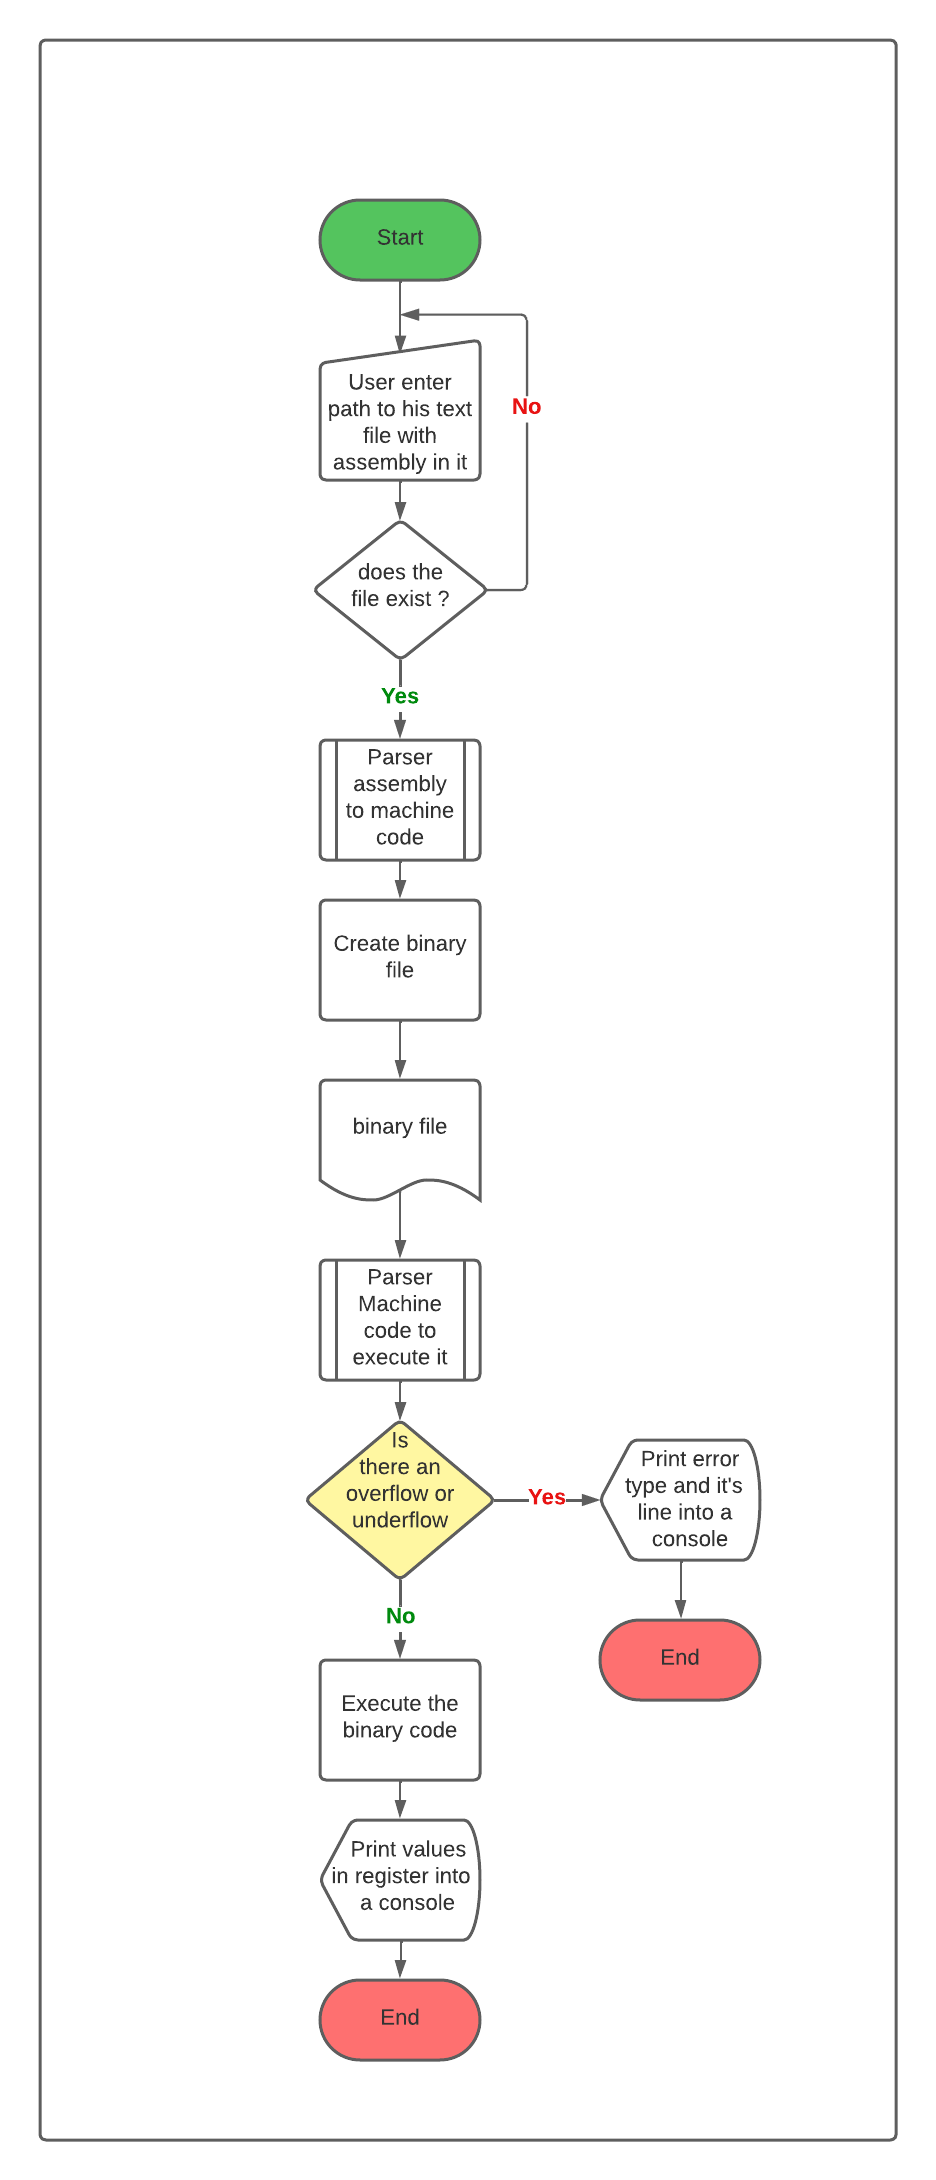 Start
User enter
path to his text
file with
assembly in it
No
does the
file exist ?
Yes
Parser
assembly
to machine
code
Create binary
file
binary file
Parser
Machine
code to
execute it
Is
there an
overflow or
underflow
Yes
Print error
type and it's
line into a
console
End
No
Execute the
binary code
Print values
in register into
a console
End